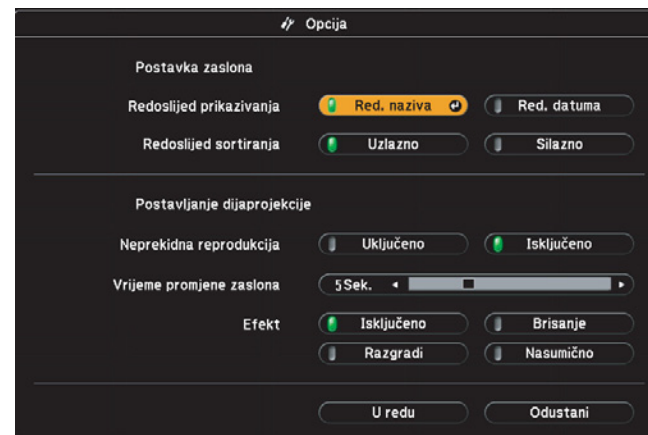 Opcija
Postavka zaslona
Redoslijed prikazivanja Red. naziva Red. datuma
Redoslijed sortiranja Uzlazno Silazno
Postavljanje dijaprojekcije
Neprekidna reprodukcija Uključeno Isključeno
Vrijeme promjene zaslona 5Sek.
Efekt Isključeno Brisanje
Razgradi Nasumično
U redu Odustani